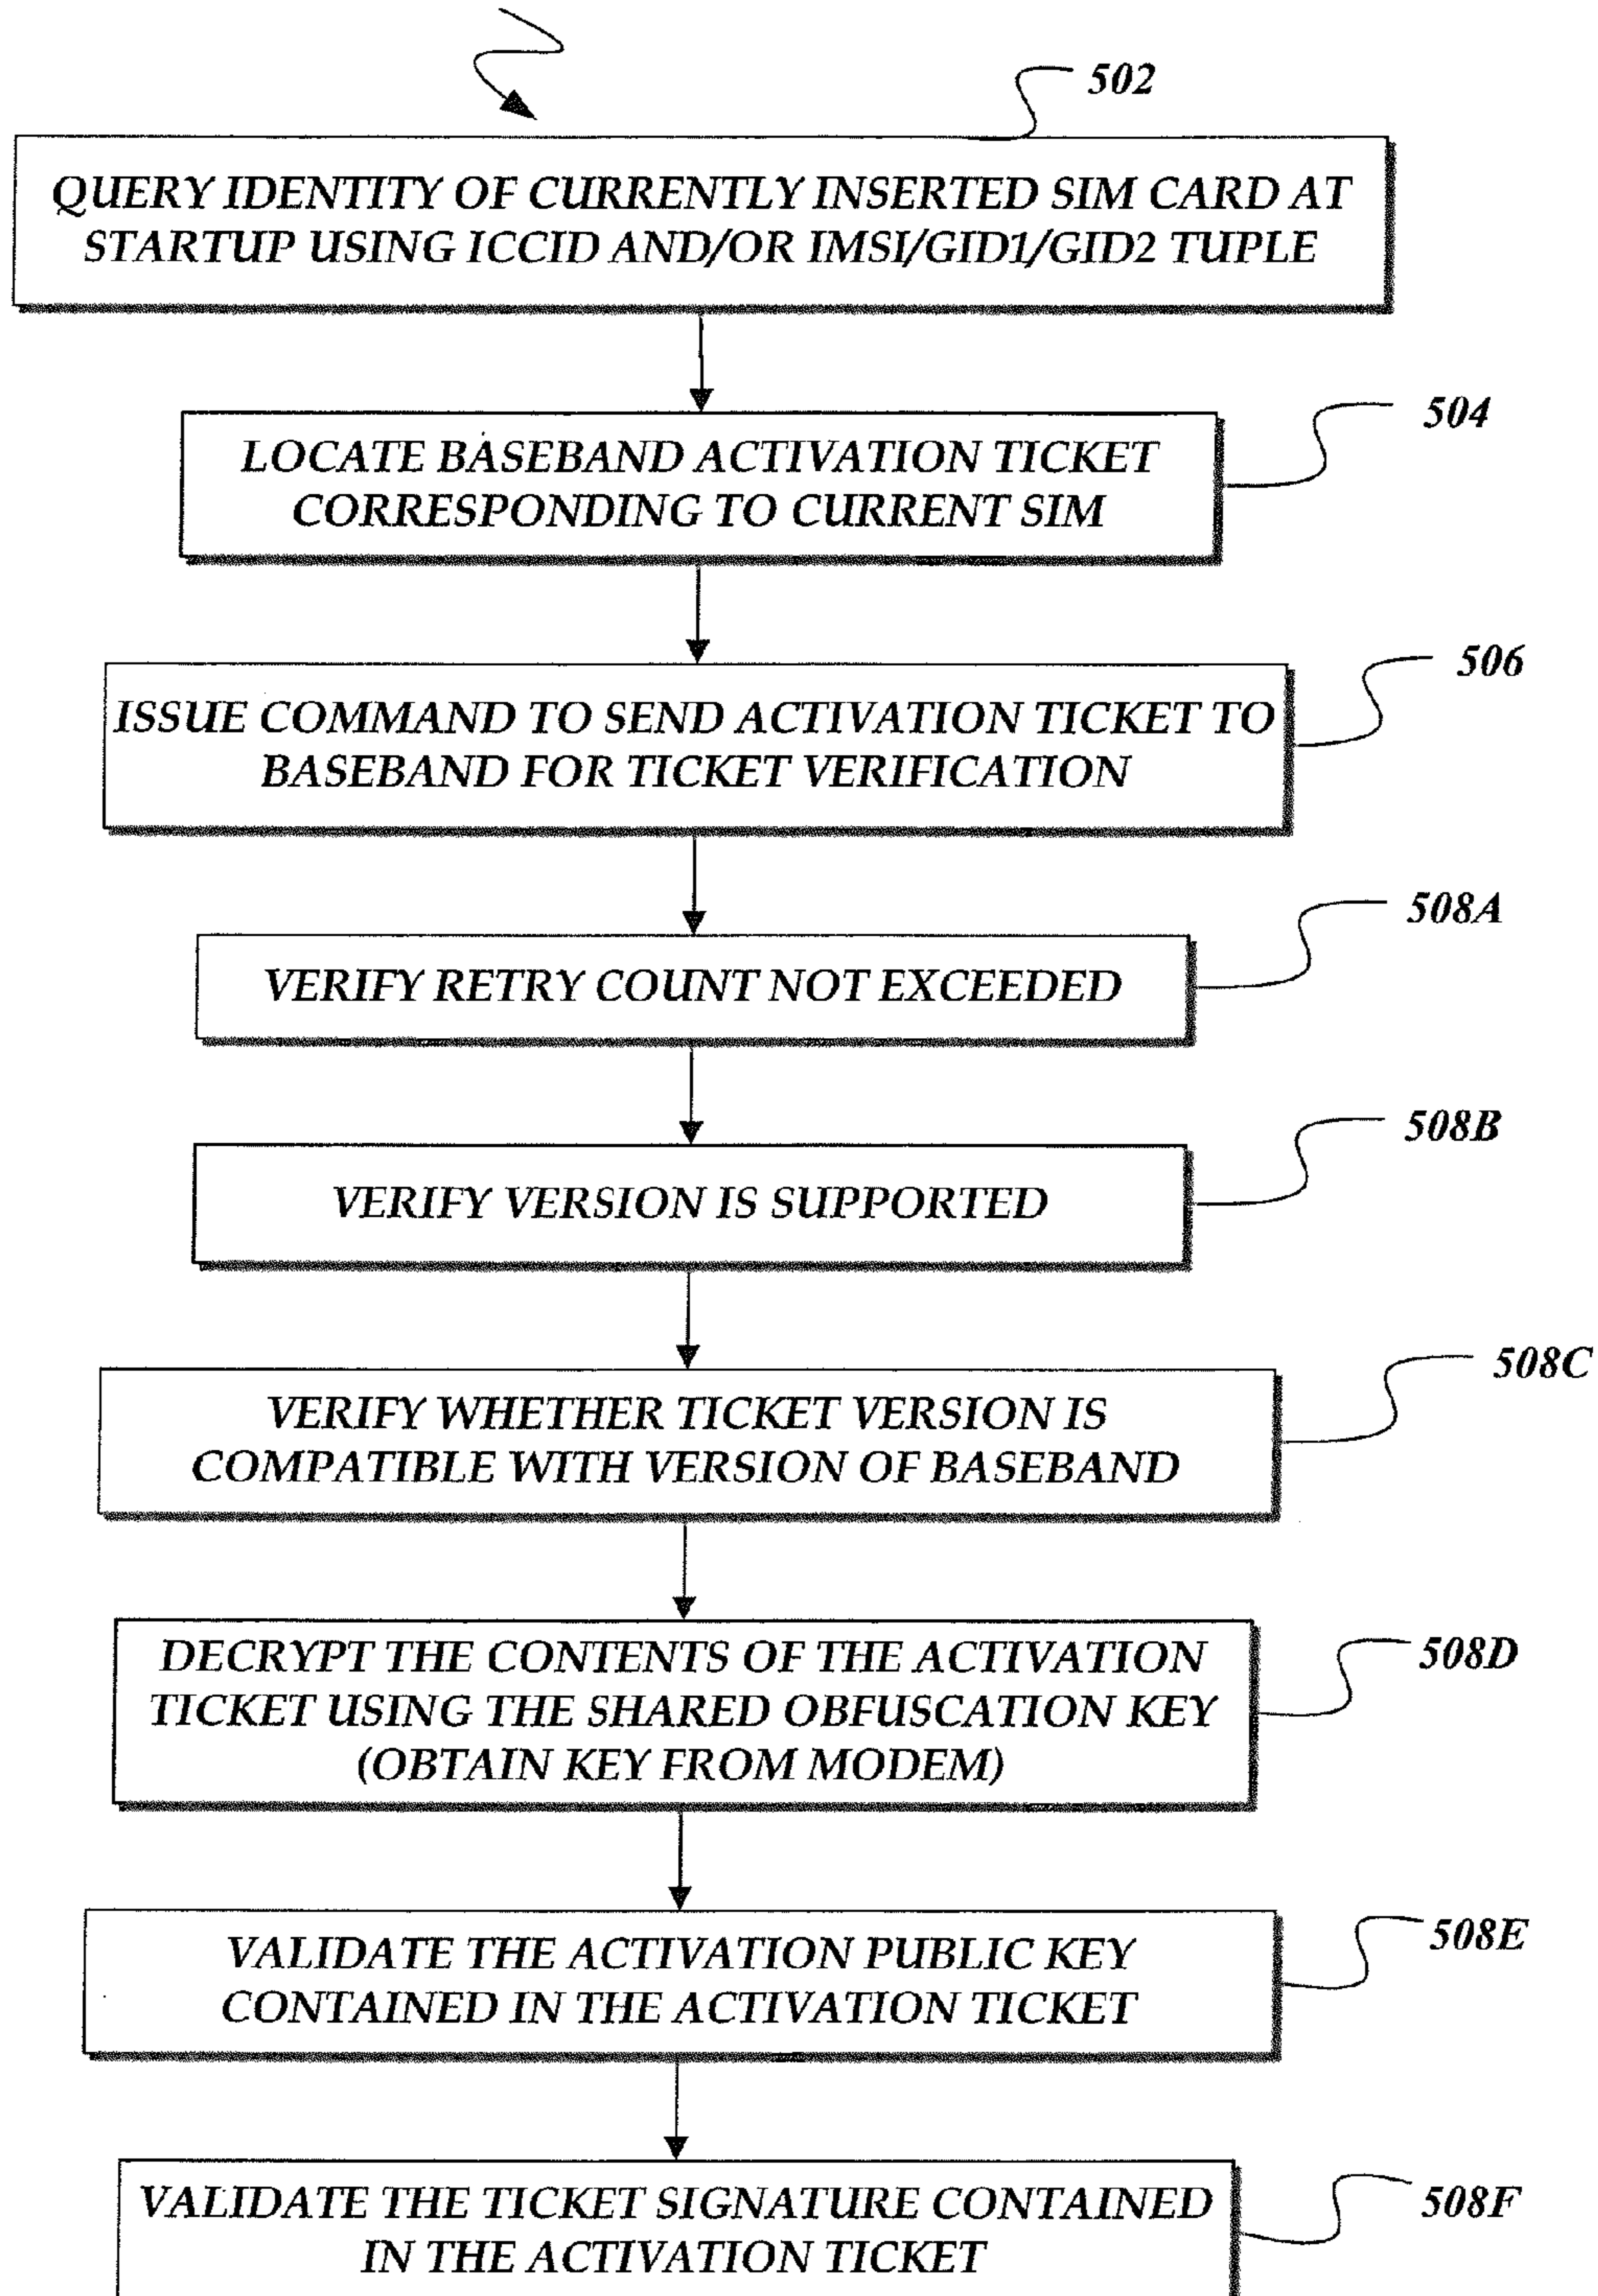 502
QUERY IDENTITY OF CURRENTLY INSERTED SIM CARD AT
STARTUP USING ICCID AND/OR IMSI/GID1/GID2 TUPLE
504
LOCATE BASEBAND ACTIVATION TICKET
CORRESPONDING TO CURRENT SIM
506
ISSUE COMMAND TO SEND ACTIVATION TICKET TO
BASEBAND FOR TICKET VERIFICATION
508A
VERIFY RETRY COUNT NOT EXCEEDED
508B
VERIFY VERSION IS SUPPORTED
508C
VERIFY WHETHER TICKET VERSION IS
COMPATIBLE WITH VERSION OF BASEBAND
508D
DECRYPT THE CONTENTS OF THE ACTIVATION
TICKET USING THE SHARED OBFUSCATION KEY
(OBTAIN KEY FROM MODEM)
508E
VALIDATE THE ACTIVATION PUBLIC KEY
CONTAINED IN THE ACTIVATION TICKET
508F
VALIDATE THE TICKET SIGNATURE CONTAINED
IN THE ACTIVATION TICKET